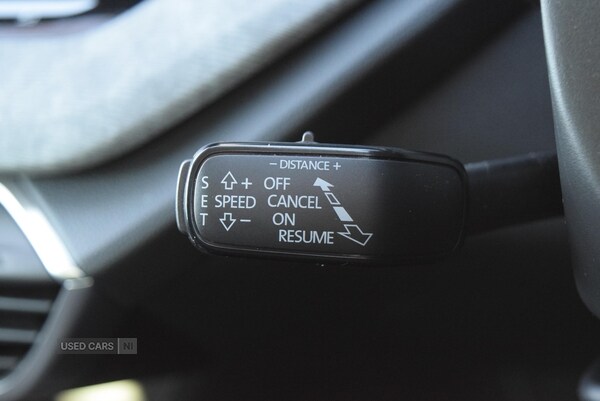 - DISTANCE +
S + OFF
E SPEED CANCEL
T - ON
RESUME
USED CARS NI